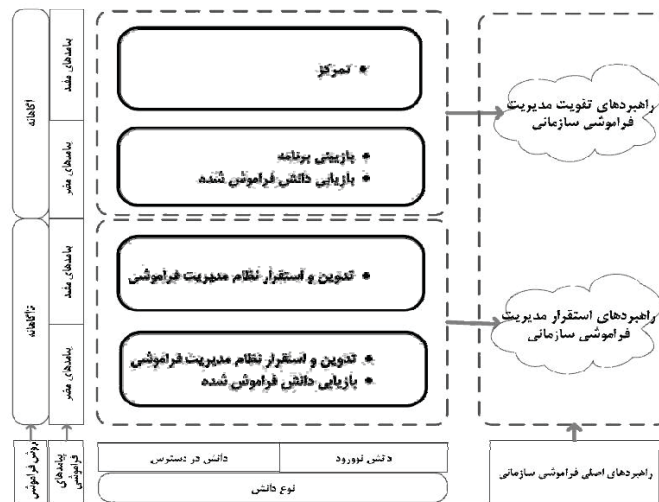 راهبردهای تقویت مدیریت
فراموشی سازمانی
تمرکز
پیامدهای مفید
آگاهانه
بازبینی برنامه
بازیابی دانش فراموش شده
پیامدهای مضر
راهبردهای استقرار مدیریت
فراموشی سازمانی
تدوین و استقرار نظام مدیریت فراموشی
پیامدهای مفید
ناآگاهانه
تدوین و استقرار نظام مدیریت فراموشی
بازیابی دانش فراموش شده
پیامدهای مضر
راهبردهای اصلی فراموشی سازمانی
دانش نوورود
دانش در دسترس
نوع دانش
پیامدهای
فراموشی
روش فراموشی